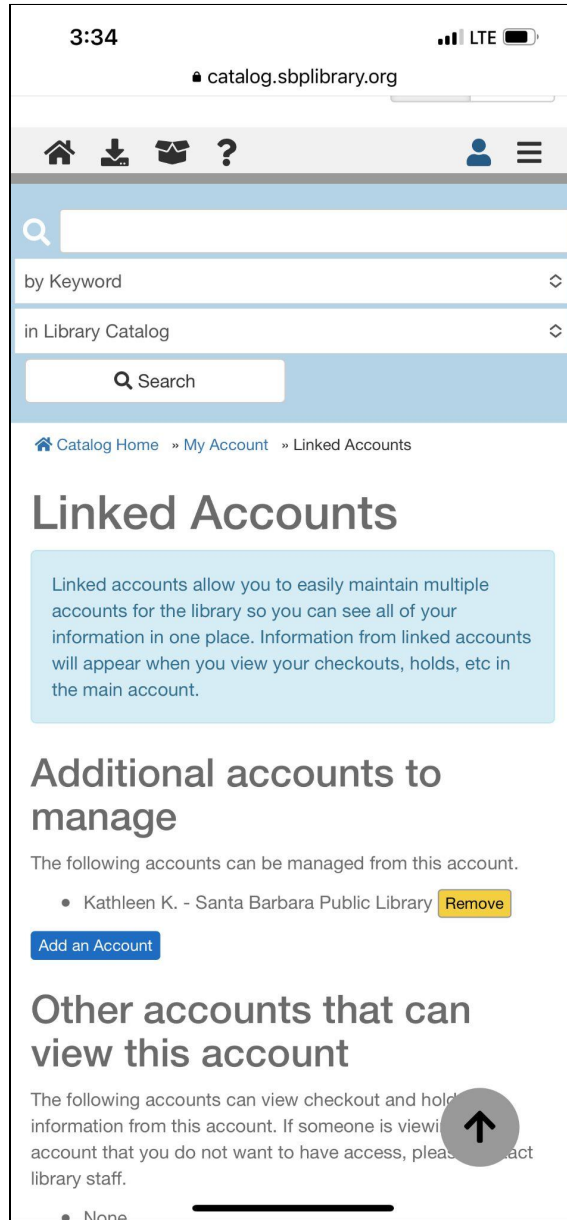 3:34
LTE
catalog.sbplibrary.org
?
by Keyword
in Library Catalog
Search
Catalog Home » My Account » Linked Accounts
Linked Accounts
Linked accounts allow you to easily maintain multiple
accounts for the library so you can see all of your
information in one place. Information from linked accounts
will appear when you view your checkouts, holds, etc in
the main account.
Additional accounts to
manage
The following accounts can be managed from this account.
• Kathleen K. - Santa Barbara Public Library Remove
Add an Account
Other accounts that can
view this account
The following accounts can view checkout and hold
information from this account. If someone is viewi
account that you do not want to have access, pleas act
library staff.
• None